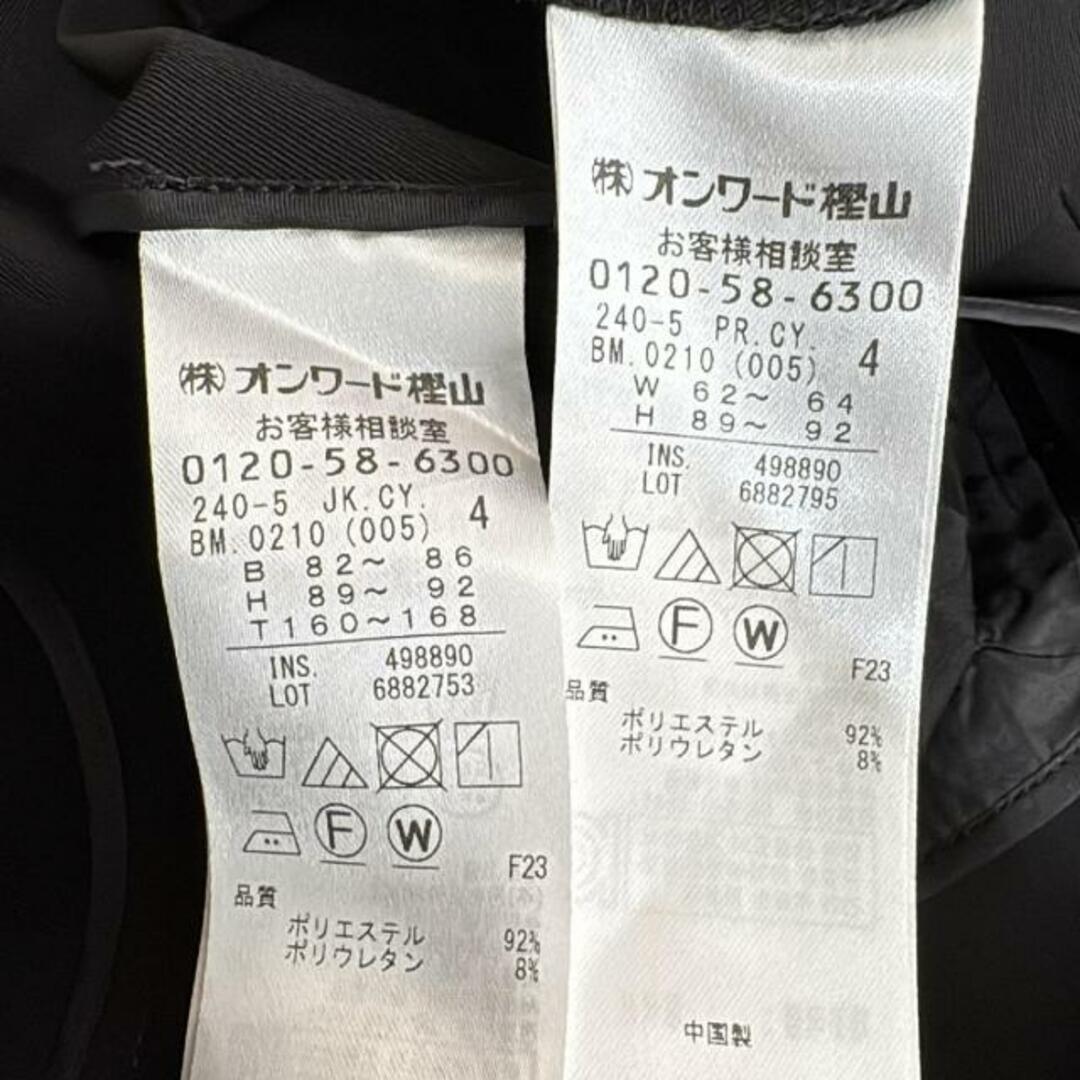 ㈱オンワード樫山
お客様相談室
0120-58-6300
240-5 JK.CY.
BM.0210 (005) 4
B 82～ 86
H 89～ 92
T160～168
INS. 498890
LOT 6882753
F
W
F23
品質
ポリエステル 92%
ポリウレタン 8%
㈱オンワード樫山
お客様相談室
0120-58-6300
240-5 PR.CY.
BM.0210 (005) 4
W 62～ 64
H 89～ 92
INS. 498890
LOT 6882795
F
W
F23
品質
ポリエステル 92%
ポリウレタン 8%
中国製